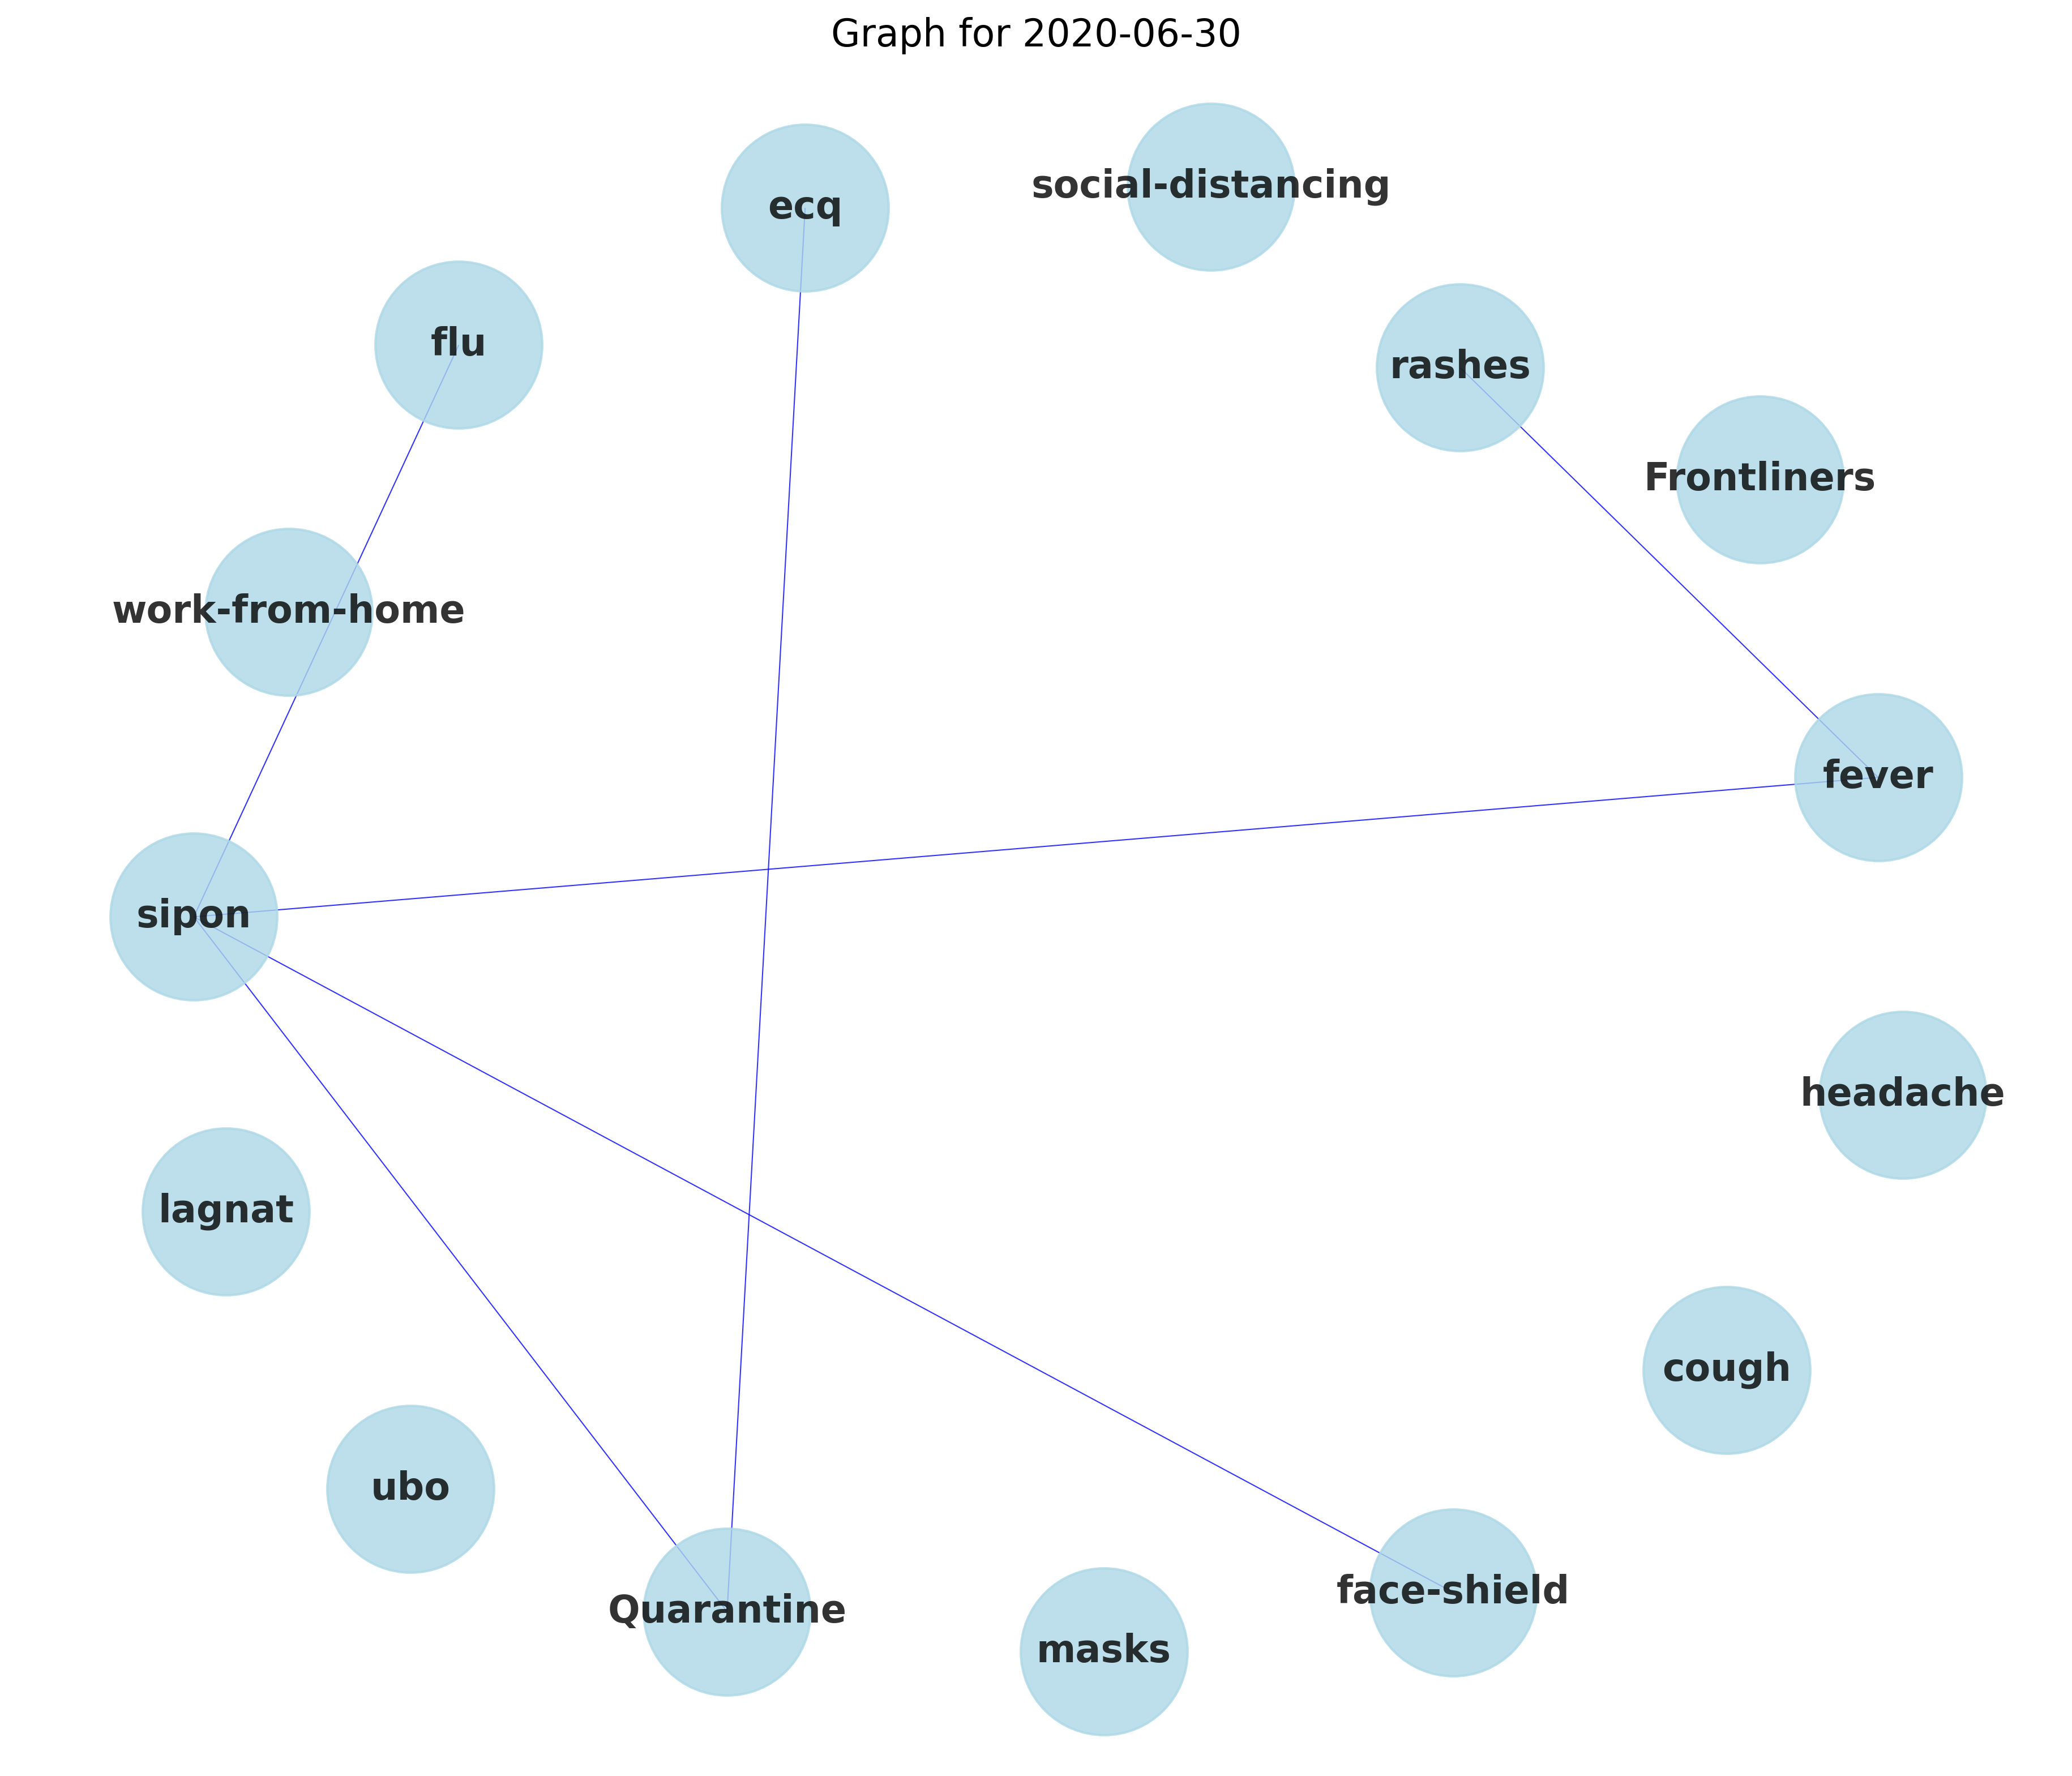 Graph for 2020-06-30
social-distancing
ecq
flu
rashes
Frontliners
work-from-home
fever
sipon
headache
lagnat
cough
ubo
face-shield
Quarantine
masks